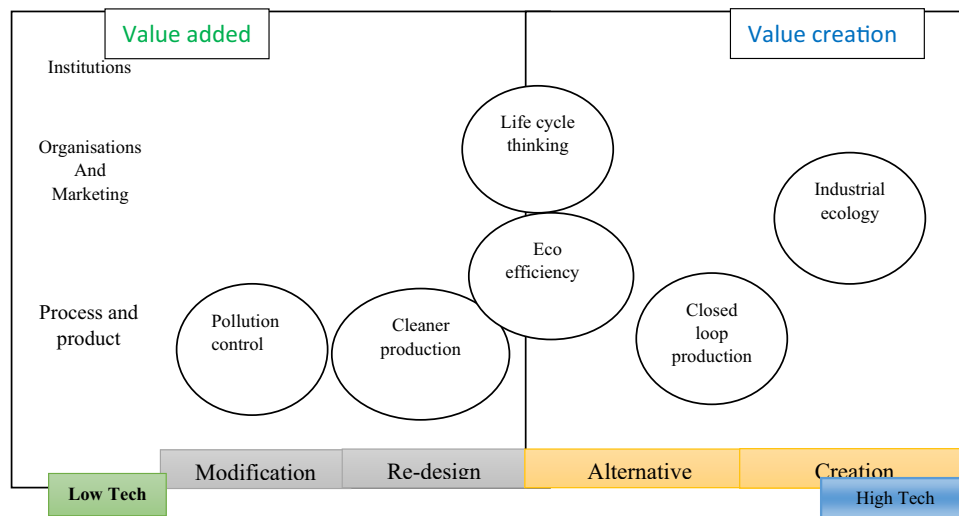 Value added
Value creation
Institutions
Life cycle
thinking
Organisations
And
Marketing
Industrial
ecology
Eco
efficiency
Process and
product
Pollution
control
Cleaner
production
Closed
loop
production
Modification
Re-design
Alternative
Creation
Low Tech
High Tech